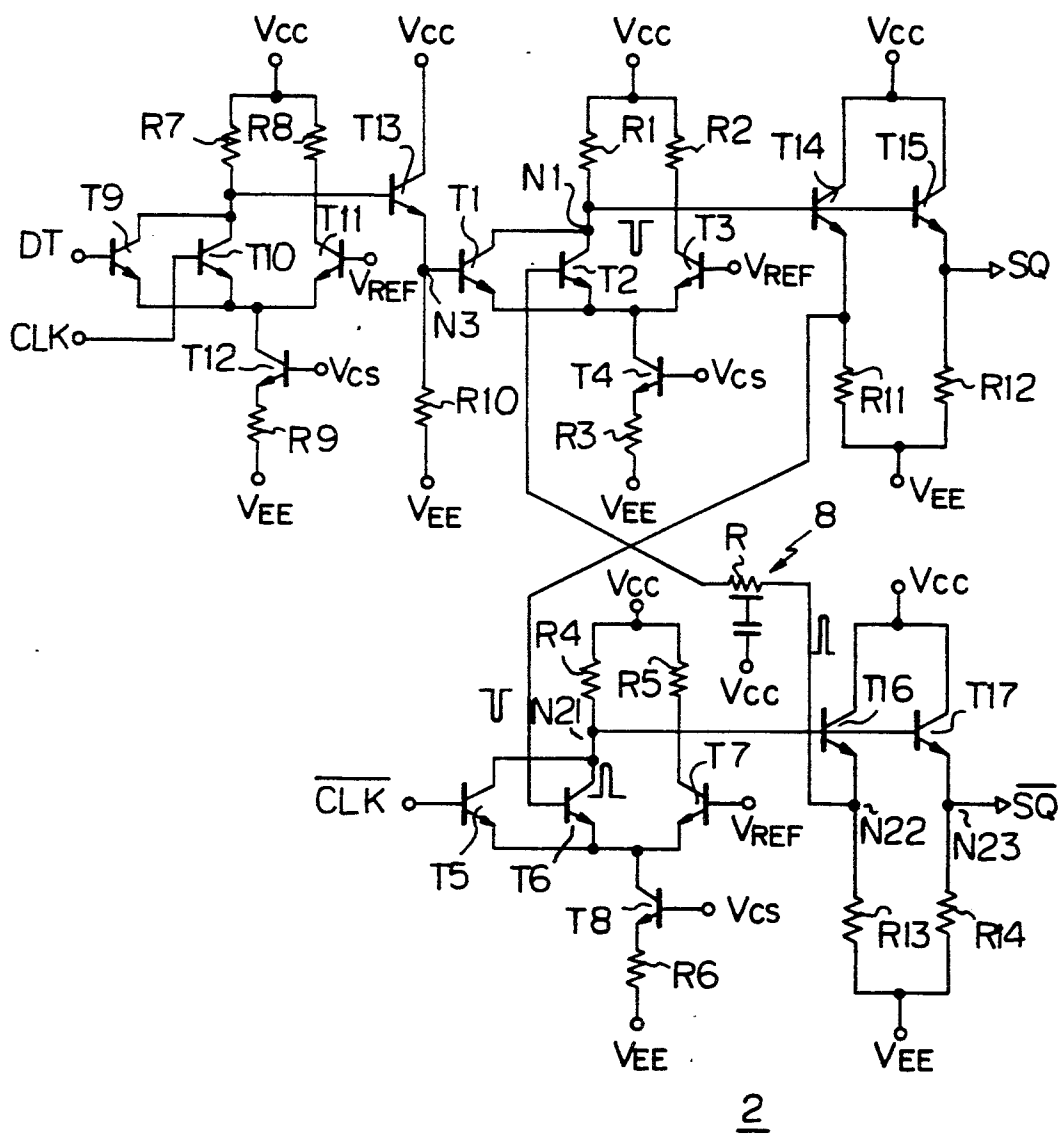 Vcc Vcc Vcc Vcc
R7 R8 T13 R1 R2 T14 T15
T9 T11 T1 N1 T3
DT T10 VREF T2 VREF SQ
CLK N3
T12 Vcs T4 Vcs R11 R12
R9 R10 R3
VEE VEE VEE VEE
R 8
Vcc Vcc
R4 R5 Vcc T16 T17
N21
CLK T7 SQ
T5 T6 VREF N22 N23
T8 Vcs R13 R14
R6
VEE VEE
2